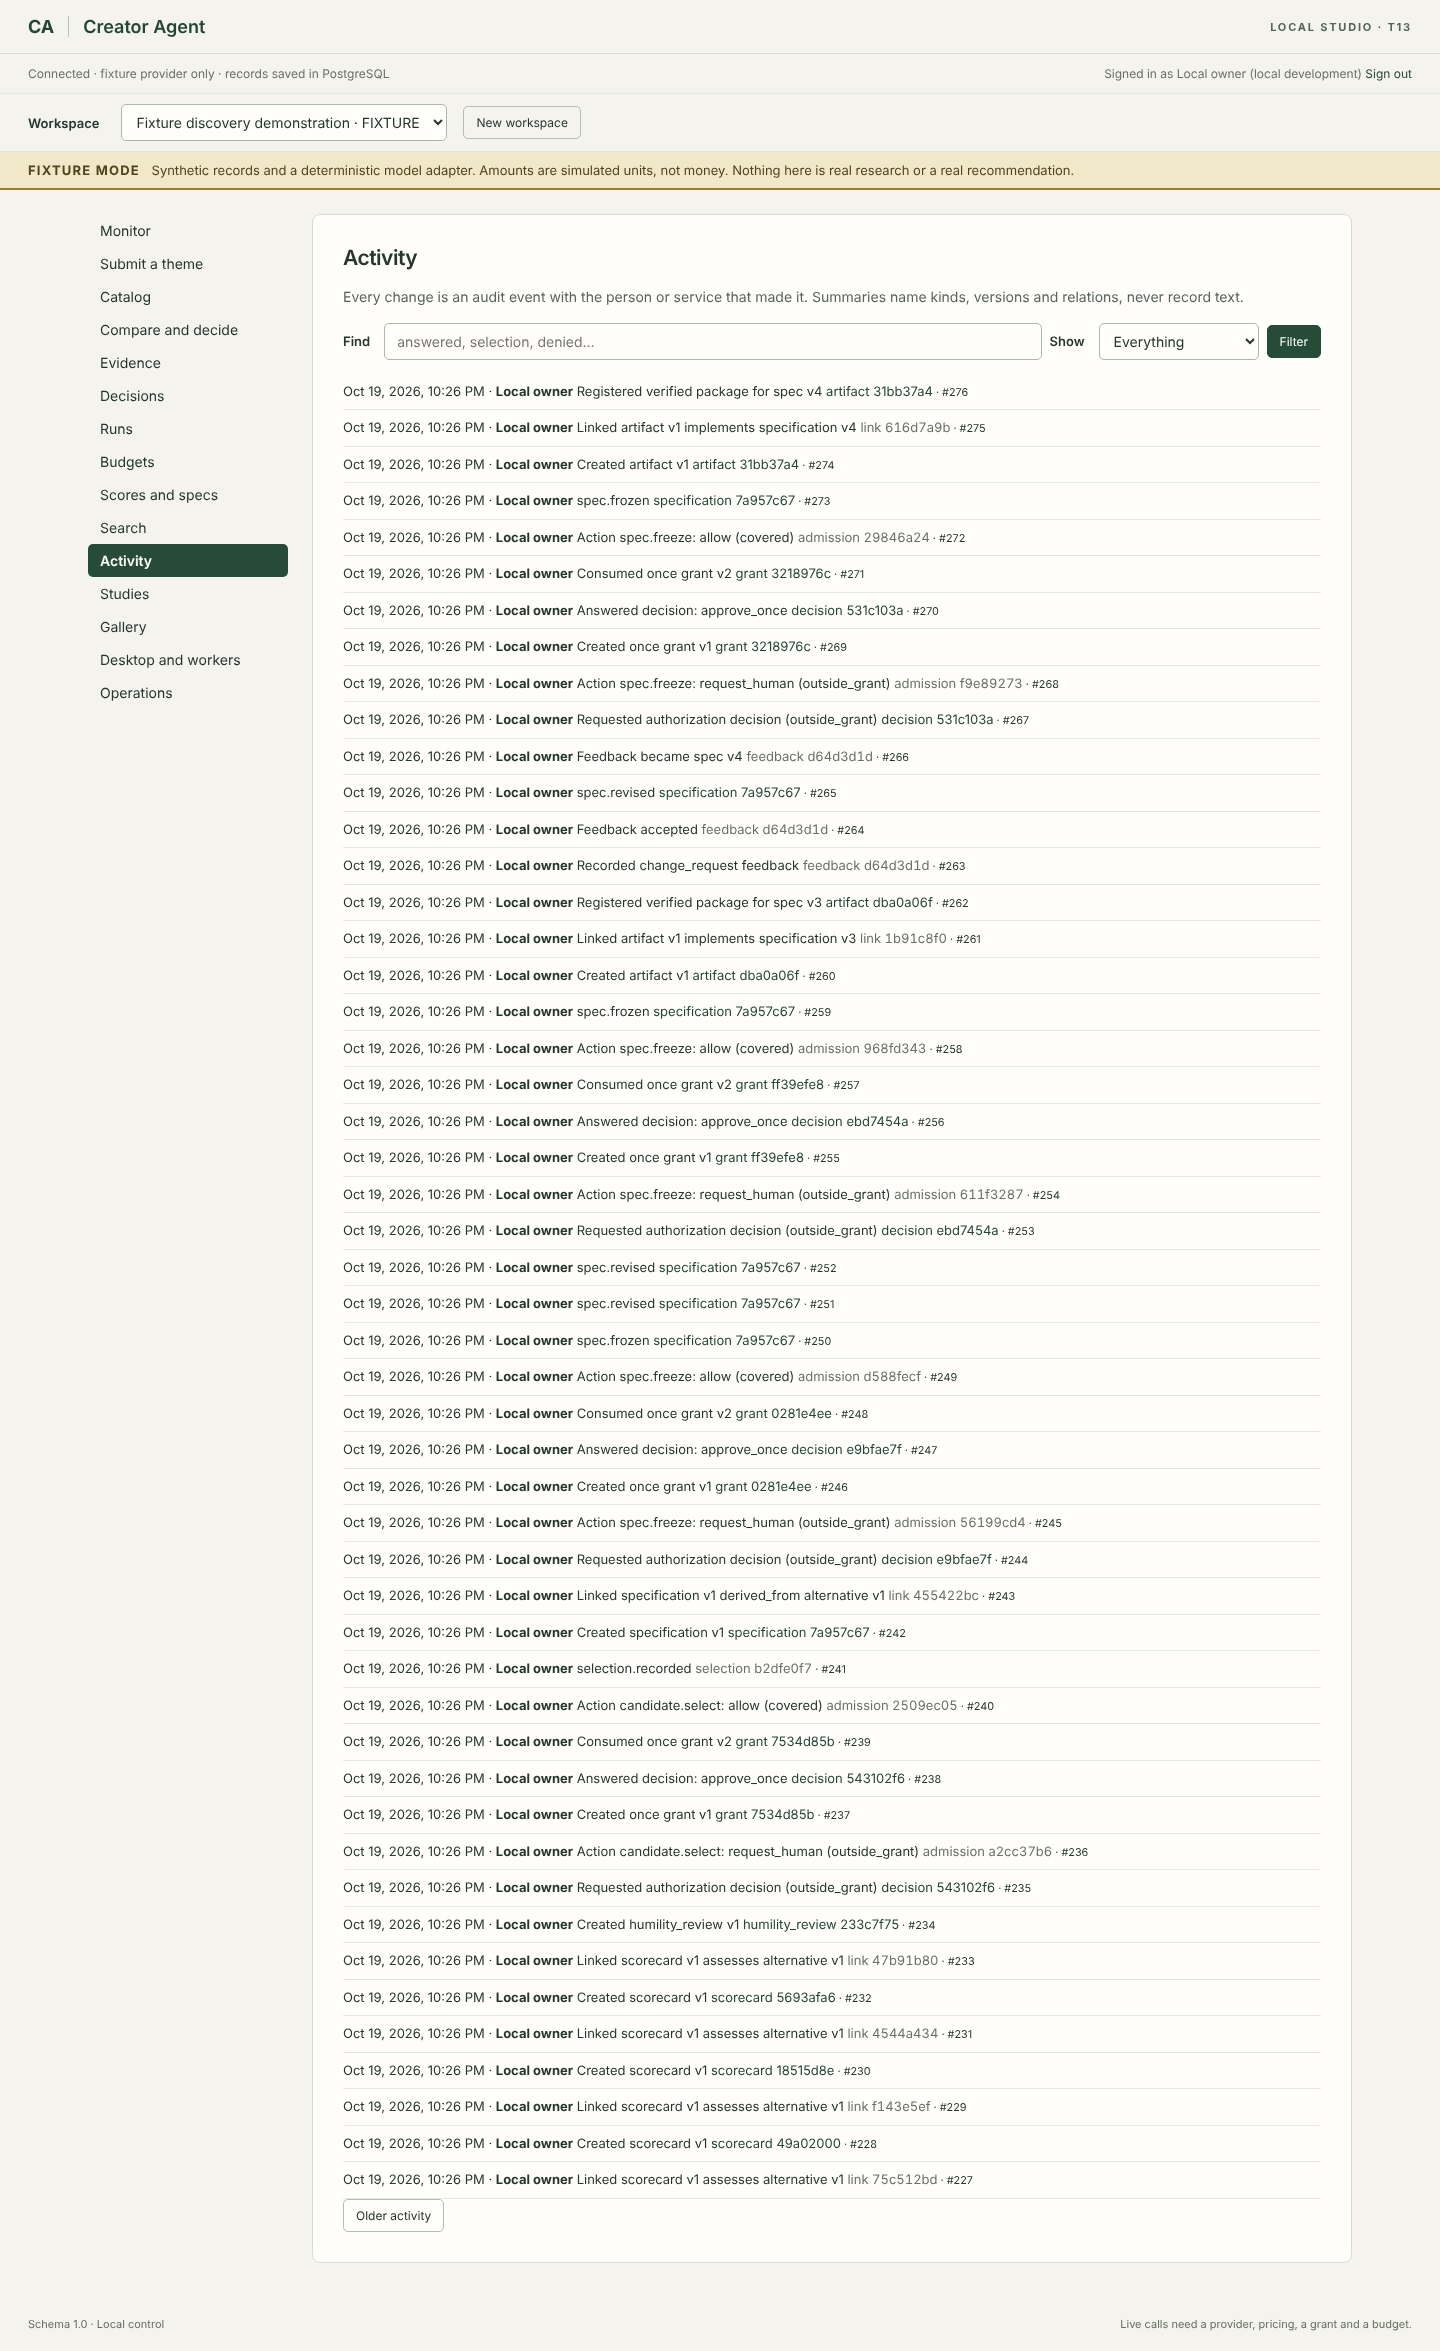 CA Creator Agent
LOCAL STUDIO · T13
Connected · fixture provider only · records saved in PostgreSQL
Signed in as Local owner (local development) Sign out
Workspace Fixture discovery demonstration · FIXTURE New workspace
FIXTURE MODE Synthetic records and a deterministic model adapter. Amounts are simulated units, not money. Nothing here is real research or a real recommendation.
Monitor
Submit a theme
Catalog
Compare and decide
Evidence
Decisions
Runs
Budgets
Scores and specs
Search
Activity
Studies
Gallery
Desktop and workers
Operations
Activity
Every change is an audit event with the person or service that made it. Summaries name kinds, versions and relations, never record text.
Find answered, selection, denied... Show Everything Filter
Oct 19, 2026, 10:26 PM · Local owner Registered verified package for spec v4 artifact 31bb37a4 · #276
Oct 19, 2026, 10:26 PM · Local owner Linked artifact v1 implements specification v4 link 616d7a9b · #275
Oct 19, 2026, 10:26 PM · Local owner Created artifact v1 artifact 31bb37a4 · #274
Oct 19, 2026, 10:26 PM · Local owner spec.frozen specification 7a957c67 · #273
Oct 19, 2026, 10:26 PM · Local owner Action spec.freeze: allow (covered) admission 29846a24 · #272
Oct 19, 2026, 10:26 PM · Local owner Consumed once grant v2 grant 3218976c · #271
Oct 19, 2026, 10:26 PM · Local owner Answered decision: approve_once decision 531c103a · #270
Oct 19, 2026, 10:26 PM · Local owner Created once grant v1 grant 3218976c · #269
Oct 19, 2026, 10:26 PM · Local owner Action spec.freeze: request_human (outside_grant) admission f9e89273 · #268
Oct 19, 2026, 10:26 PM · Local owner Requested authorization decision (outside_grant) decision 531c103a · #267
Oct 19, 2026, 10:26 PM · Local owner Feedback became spec v4 feedback d64d3d1d · #266
Oct 19, 2026, 10:26 PM · Local owner spec.revised specification 7a957c67 · #265
Oct 19, 2026, 10:26 PM · Local owner Feedback accepted feedback d64d3d1d · #264
Oct 19, 2026, 10:26 PM · Local owner Recorded change_request feedback feedback d64d3d1d · #263
Oct 19, 2026, 10:26 PM · Local owner Registered verified package for spec v3 artifact dba0a06f · #262
Oct 19, 2026, 10:26 PM · Local owner Linked artifact v1 implements specification v3 link 1b91c8f0 · #261
Oct 19, 2026, 10:26 PM · Local owner Created artifact v1 artifact dba0a06f · #260
Oct 19, 2026, 10:26 PM · Local owner spec.frozen specification 7a957c67 · #259
Oct 19, 2026, 10:26 PM · Local owner Action spec.freeze: allow (covered) admission 968fd343 · #258
Oct 19, 2026, 10:26 PM · Local owner Consumed once grant v2 grant ff39efe8 · #257
Oct 19, 2026, 10:26 PM · Local owner Answered decision: approve_once decision ebd7454a · #256
Oct 19, 2026, 10:26 PM · Local owner Created once grant v1 grant ff39efe8 · #255
Oct 19, 2026, 10:26 PM · Local owner Action spec.freeze: request_human (outside_grant) admission 611f3287 · #254
Oct 19, 2026, 10:26 PM · Local owner Requested authorization decision (outside_grant) decision ebd7454a · #253
Oct 19, 2026, 10:26 PM · Local owner spec.revised specification 7a957c67 · #252
Oct 19, 2026, 10:26 PM · Local owner spec.revised specification 7a957c67 · #251
Oct 19, 2026, 10:26 PM · Local owner spec.frozen specification 7a957c67 · #250
Oct 19, 2026, 10:26 PM · Local owner Action spec.freeze: allow (covered) admission d588fecf · #249
Oct 19, 2026, 10:26 PM · Local owner Consumed once grant v2 grant 0281e4ee · #248
Oct 19, 2026, 10:26 PM · Local owner Answered decision: approve_once decision e9bfae7f · #247
Oct 19, 2026, 10:26 PM · Local owner Created once grant v1 grant 0281e4ee · #246
Oct 19, 2026, 10:26 PM · Local owner Action spec.freeze: request_human (outside_grant) admission 56199cd4 · #245
Oct 19, 2026, 10:26 PM · Local owner Requested authorization decision (outside_grant) decision e9bfae7f · #244
Oct 19, 2026, 10:26 PM · Local owner Linked specification v1 derived_from alternative v1 link 455422bc · #243
Oct 19, 2026, 10:26 PM · Local owner Created specification v1 specification 7a957c67 · #242
Oct 19, 2026, 10:26 PM · Local owner selection.recorded selection b2dfe0f7 · #241
Oct 19, 2026, 10:26 PM · Local owner Action candidate.select: allow (covered) admission 2509ec05 · #240
Oct 19, 2026, 10:26 PM · Local owner Consumed once grant v2 grant 7534d85b · #239
Oct 19, 2026, 10:26 PM · Local owner Answered decision: approve_once decision 543102f6 · #238
Oct 19, 2026, 10:26 PM · Local owner Created once grant v1 grant 7534d85b · #237
Oct 19, 2026, 10:26 PM · Local owner Action candidate.select: request_human (outside_grant) admission a2cc37b6 · #236
Oct 19, 2026, 10:26 PM · Local owner Requested authorization decision (outside_grant) decision 543102f6 · #235
Oct 19, 2026, 10:26 PM · Local owner Created humility_review v1 humility_review 233c7f75 · #234
Oct 19, 2026, 10:26 PM · Local owner Linked scorecard v1 assesses alternative v1 link 47b91b80 · #233
Oct 19, 2026, 10:26 PM · Local owner Created scorecard v1 scorecard 5693afa6 · #232
Oct 19, 2026, 10:26 PM · Local owner Linked scorecard v1 assesses alternative v1 link 4544a434 · #231
Oct 19, 2026, 10:26 PM · Local owner Created scorecard v1 scorecard 18515d8e · #230
Oct 19, 2026, 10:26 PM · Local owner Linked scorecard v1 assesses alternative v1 link f143e5ef · #229
Oct 19, 2026, 10:26 PM · Local owner Created scorecard v1 scorecard 49a02000 · #228
Oct 19, 2026, 10:26 PM · Local owner Linked scorecard v1 assesses alternative v1 link 75c512bd · #227
Older activity
Schema 1.0 · Local control
Live calls need a provider, pricing, a grant and a budget.